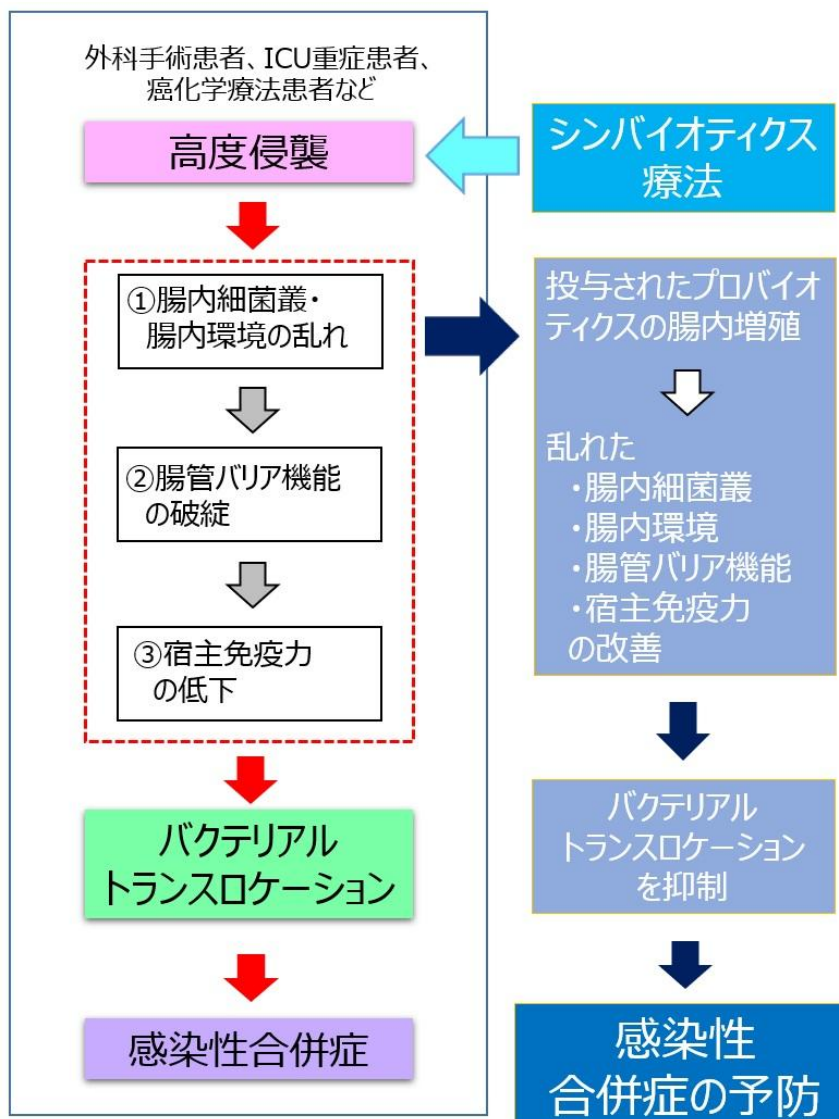 外科手術患者、ICU重症患者、
癌化学療法患者など
高度侵襲
①腸内細菌叢・
腸内環境の乱れ
②腸管バリア機能
の破綻
③宿主免疫力
の低下
バクテリアル
トランスロケーション
感染性合併症
シンバイオティクス
療法
投与されたプロバイオ
ティクスの腸内増殖
乱れた
・腸内細菌叢
・腸内環境
・腸管バリア機能
・宿主免疫力
の改善
バクテリアル
トランスロケーション
を抑制
感染性
合併症の予防